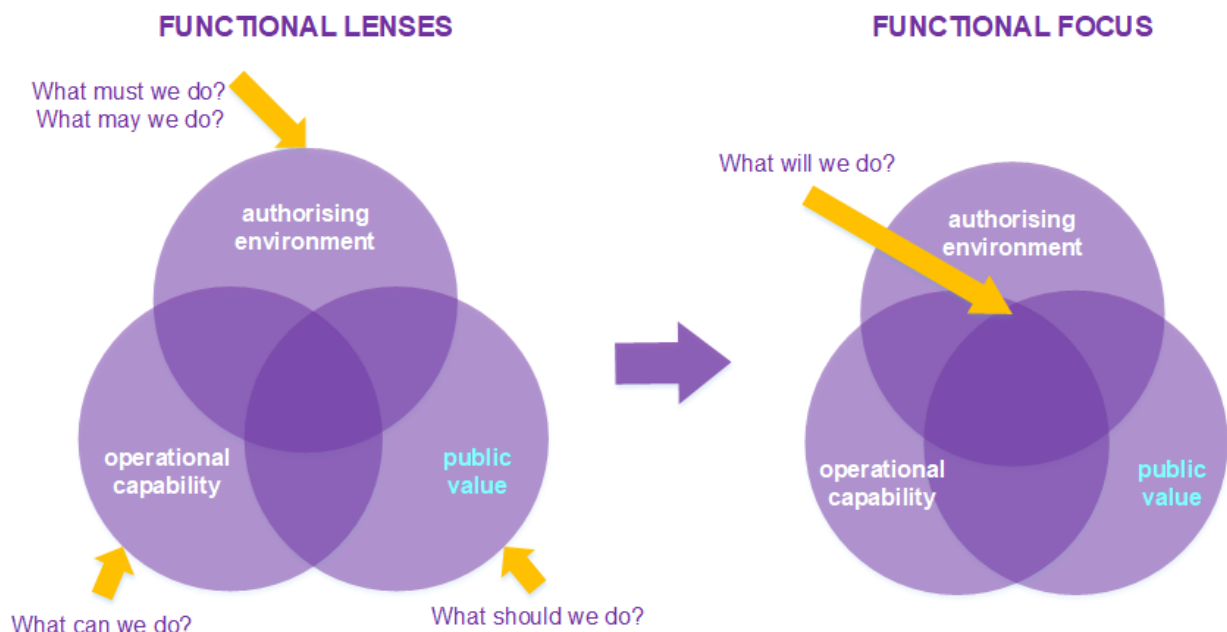 FUNCTIONAL LENSES
What must we do?
What may we do?
authorising
environment
operational
capability
public
value
What can we do?
What should we do?
FUNCTIONAL FOCUS
What will we do?
authorising
environment
operational
capability
public
value